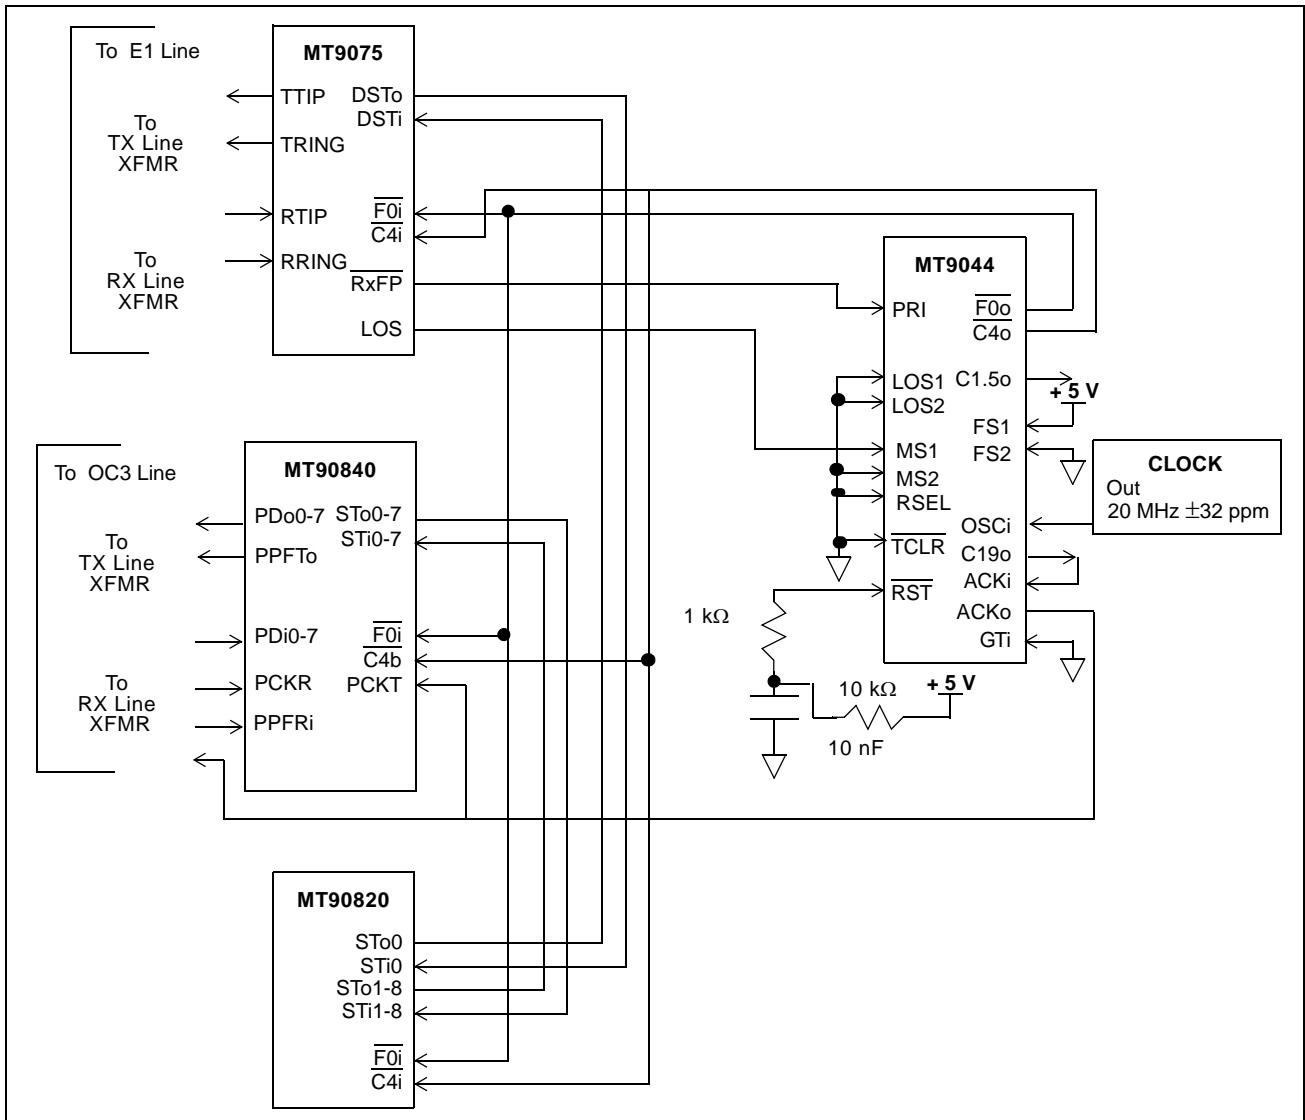 To E1 Line
MT9075
TTIP
DSTo
DSTi
To
TX Line
XFMR
TRING
RTIP
F0i
C4i
To
RX Line
XFMR
RRING
RxFP
LOS
MT9044
PRI
F0o
C4o
LOS1
LOS2
C1.5o
+ 5 V
FS1
FS2
MS1
MS2
RSEL
CLOCK
Out
20 MHz ±32 ppm
OSCi
TCLR
C19o
ACKi
RST
ACKo
GTi
1 kΩ
10 kΩ
+ 5 V
10 nF
To OC3 Line
MT90840
PDo0-7
STo0-7
STi0-7
To
TX Line
XFMR
PPFTo
PDi0-7
F0i
C4b
PCKT
To
RX Line
XFMR
PCKR
PPFRi
MT90820
STo0
STi0
STo1-8
STi1-8
F0i
C4i